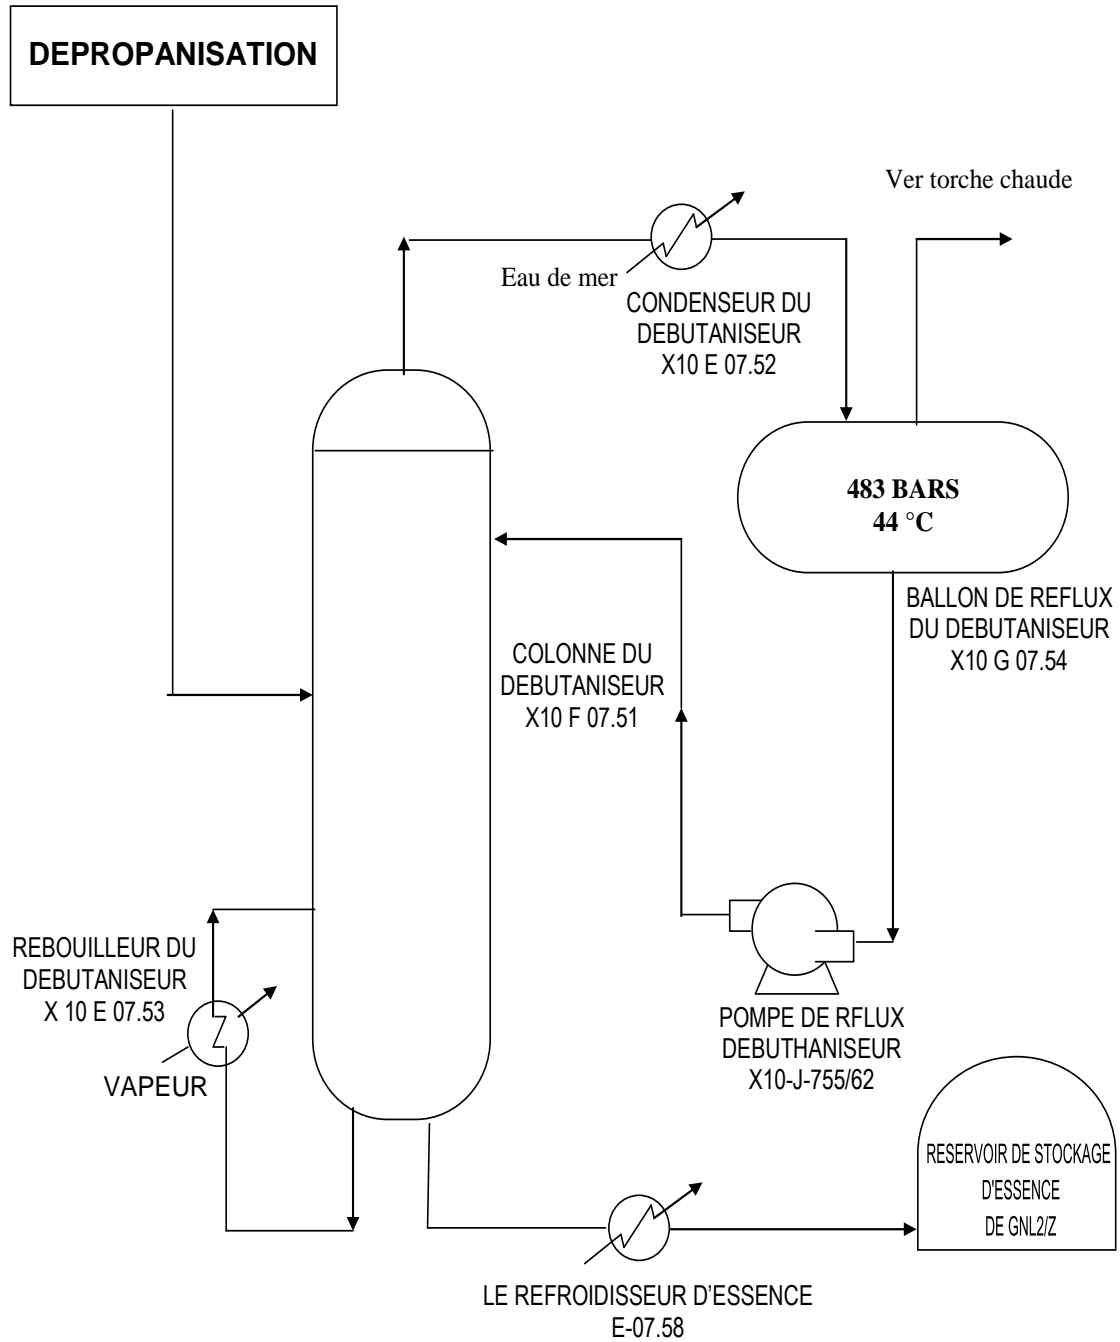 DEPROPANISATION
Ver torche chaude
Eau de mer
CONDENSEUR DU
DEBUTANISEUR
X10 E 07.52
483 BARS
44 °C
BALLON DE REFLUX
DU DEBUTANISEUR
X10 G 07.54
COLONNE DU
DEBUTANISEUR
X10 F 07.51
REBOUILLEUR DU
DEBUTANISEUR
X 10 E 07.53
VAPEUR
POMPE DE RFLUX
DEBUTHANISEUR
X10-J-755/62
RESERVOIR DE STOCKAGE
D'ESSENCE
DE GNL2/Z
LE REFROIDISSEUR D’ESSENCE
E-07.58